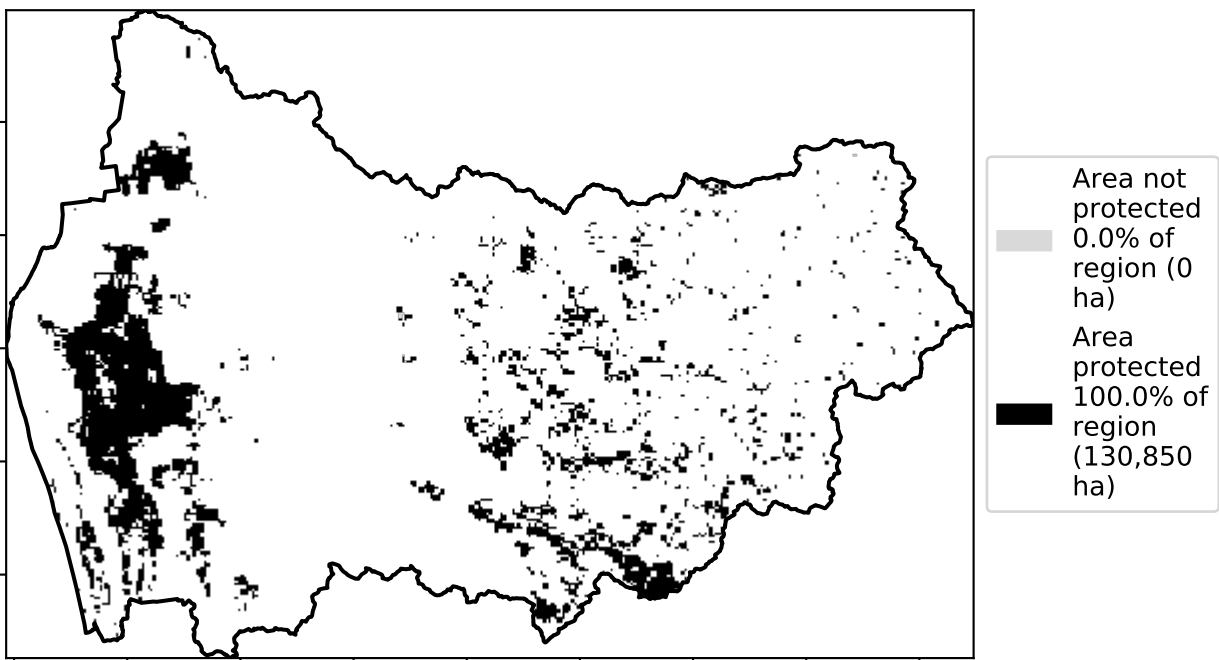 Area not
protected
0.0% of
region (0
ha)
Area
protected
100.0% of
region
(130,850
ha)